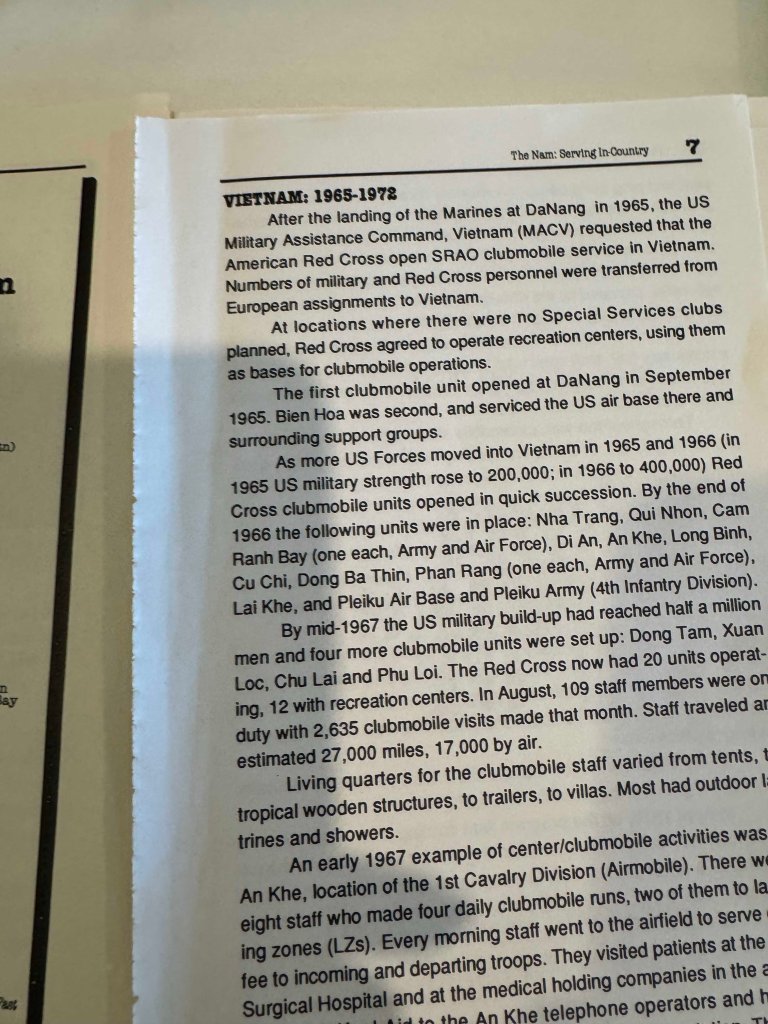 The Nam: Serving In-Country 7
VIETNAM: 1965-1972
After the landing of the Marines at DaNang in 1965, the US
Military Assistance Command, Vietnam (MACV) requested that the
American Red Cross open SRAO clubmobile service in Vietnam.
Numbers of military and Red Cross personnel were transferred from
European assignments to Vietnam.
At locations where there were no Special Services clubs
planned, Red Cross agreed to operate recreation centers, using them
as bases for clubmobile operations.
The first clubmobile unit opened at DaNang in September
1965. Bien Hoa was second, and serviced the US air base there and
surrounding support groups.
As more US Forces moved into Vietnam in 1965 and 1966 (in
1965 US military strength rose to 200,000; in 1966 to 400,000) Red
Cross clubmobile units opened in quick succession. By the end of
1966 the following units were in place: Nha Trang, Qui Nhon, Cam
Ranh Bay (one each, Army and Air Force), Di An, An Khe, Long Binh,
Cu Chi, Dong Ba Thin, Phan Rang (one each, Army and Air Force),
Lai Khe, and Pleiku Air Base and Pleiku Army (4th Infantry Division).
By mid-1967 the US military build-up had reached half a million
men and four more clubmobile units were set up: Dong Tam, Xuan
Loc, Chu Lai and Phu Loi. The Red Cross now had 20 units operat-
ing, 12 with recreation centers. In August, 109 staff members were on
duty with 2,635 clubmobile visits made that month. Staff traveled an
estimated 27,000 miles, 17,000 by air.
Living quarters for the clubmobile staff varied from tents,
tropical wooden structures, to trailers, to villas. Most had outdoor la
trines and showers.
An early 1967 example of center/clubmobile activities was
An Khe, location of the 1st Cavalry Division (Airmobile). There we
eight staff who made four daily clubmobile runs, two of them to la
ing zones (LZs). Every morning staff went to the airfield to serve
fee to incoming and departing troops. They visited patients at the
Surgical Hospital and at the medical holding companies in the a
Aid to the An Khe telephone operators and h